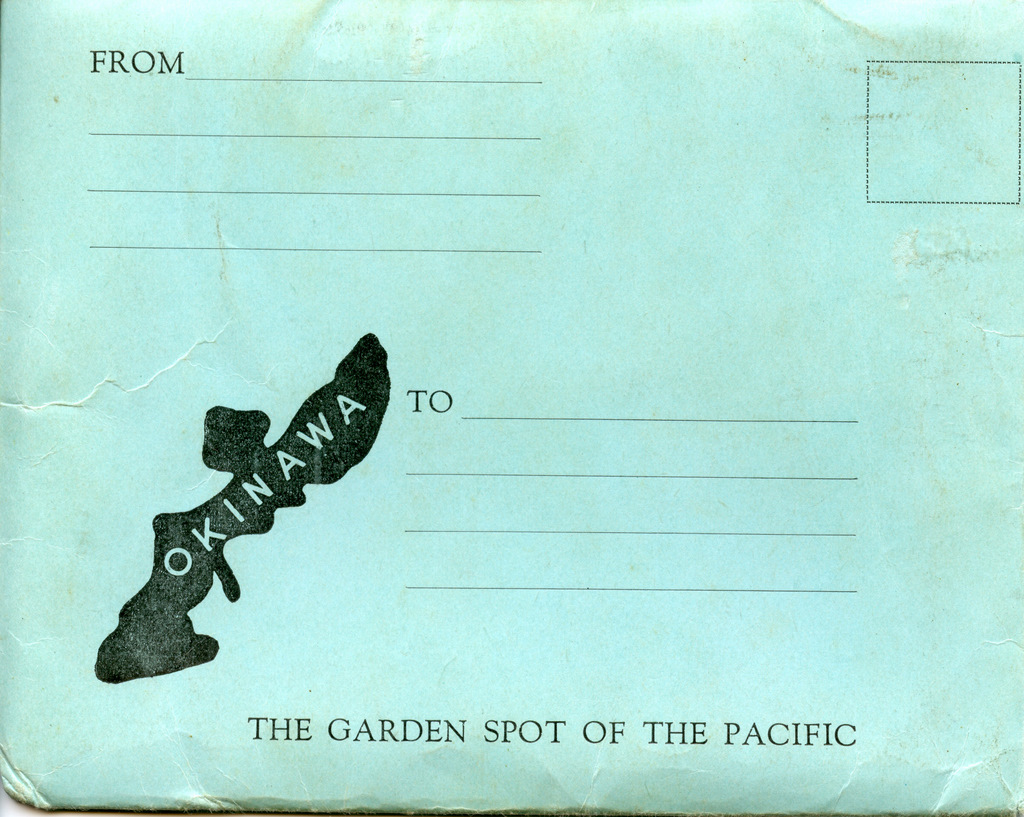 FROM
OKINAWA
TO
THE GARDEN SPOT OF THE PACIFIC